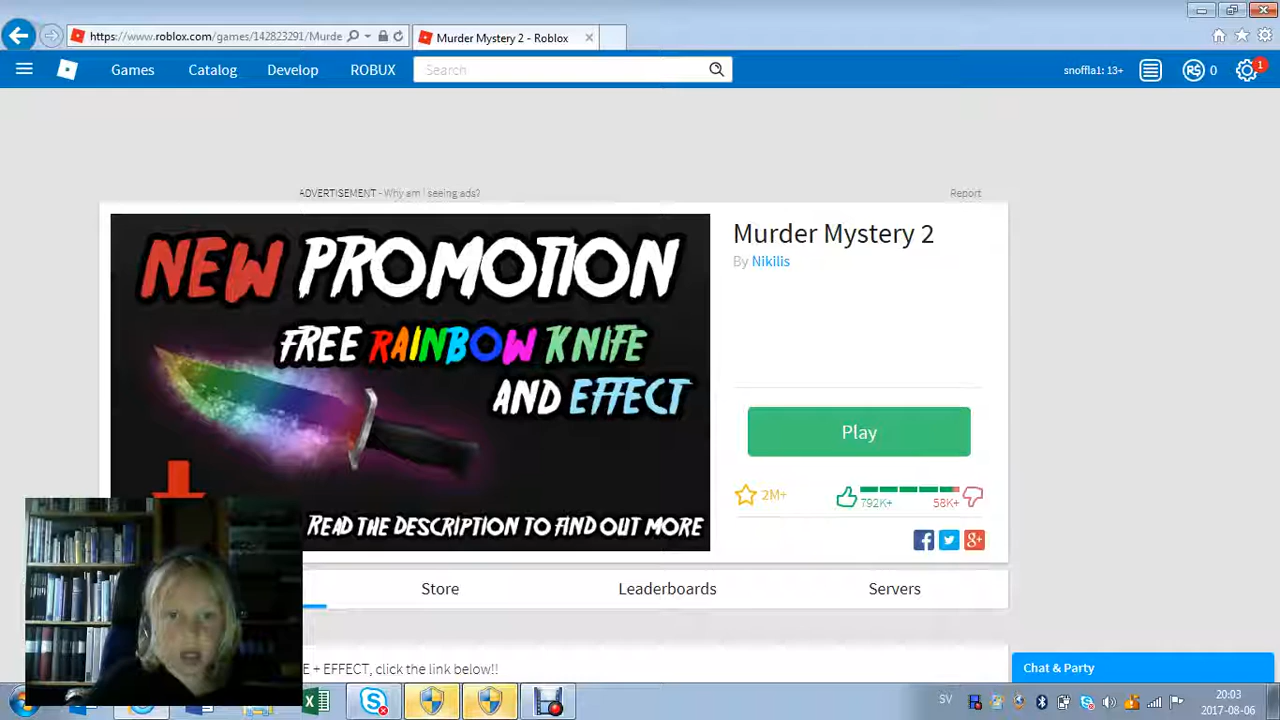 https://www.roblox.com/games/142823291/Murde
Murder Mystery 2 - Roblox
Games
Catalog
Develop
ROBUX
Search
snoffla1: 13+
R$ 0
1
ADVERTISEMENT - Why am I seeing ads?
Report
NEW PROMOTION
FREE RAINBOW KNIFE
AND EFFECT
READ THE DESCRIPTION TO FIND OUT MORE
Murder Mystery 2
By Nikilis
Play
2M+
792K+
58K+
Store
Leaderboards
Servers
E + EFFECT, click the link below!!
Chat & Party
SV
20:03
2017-08-06